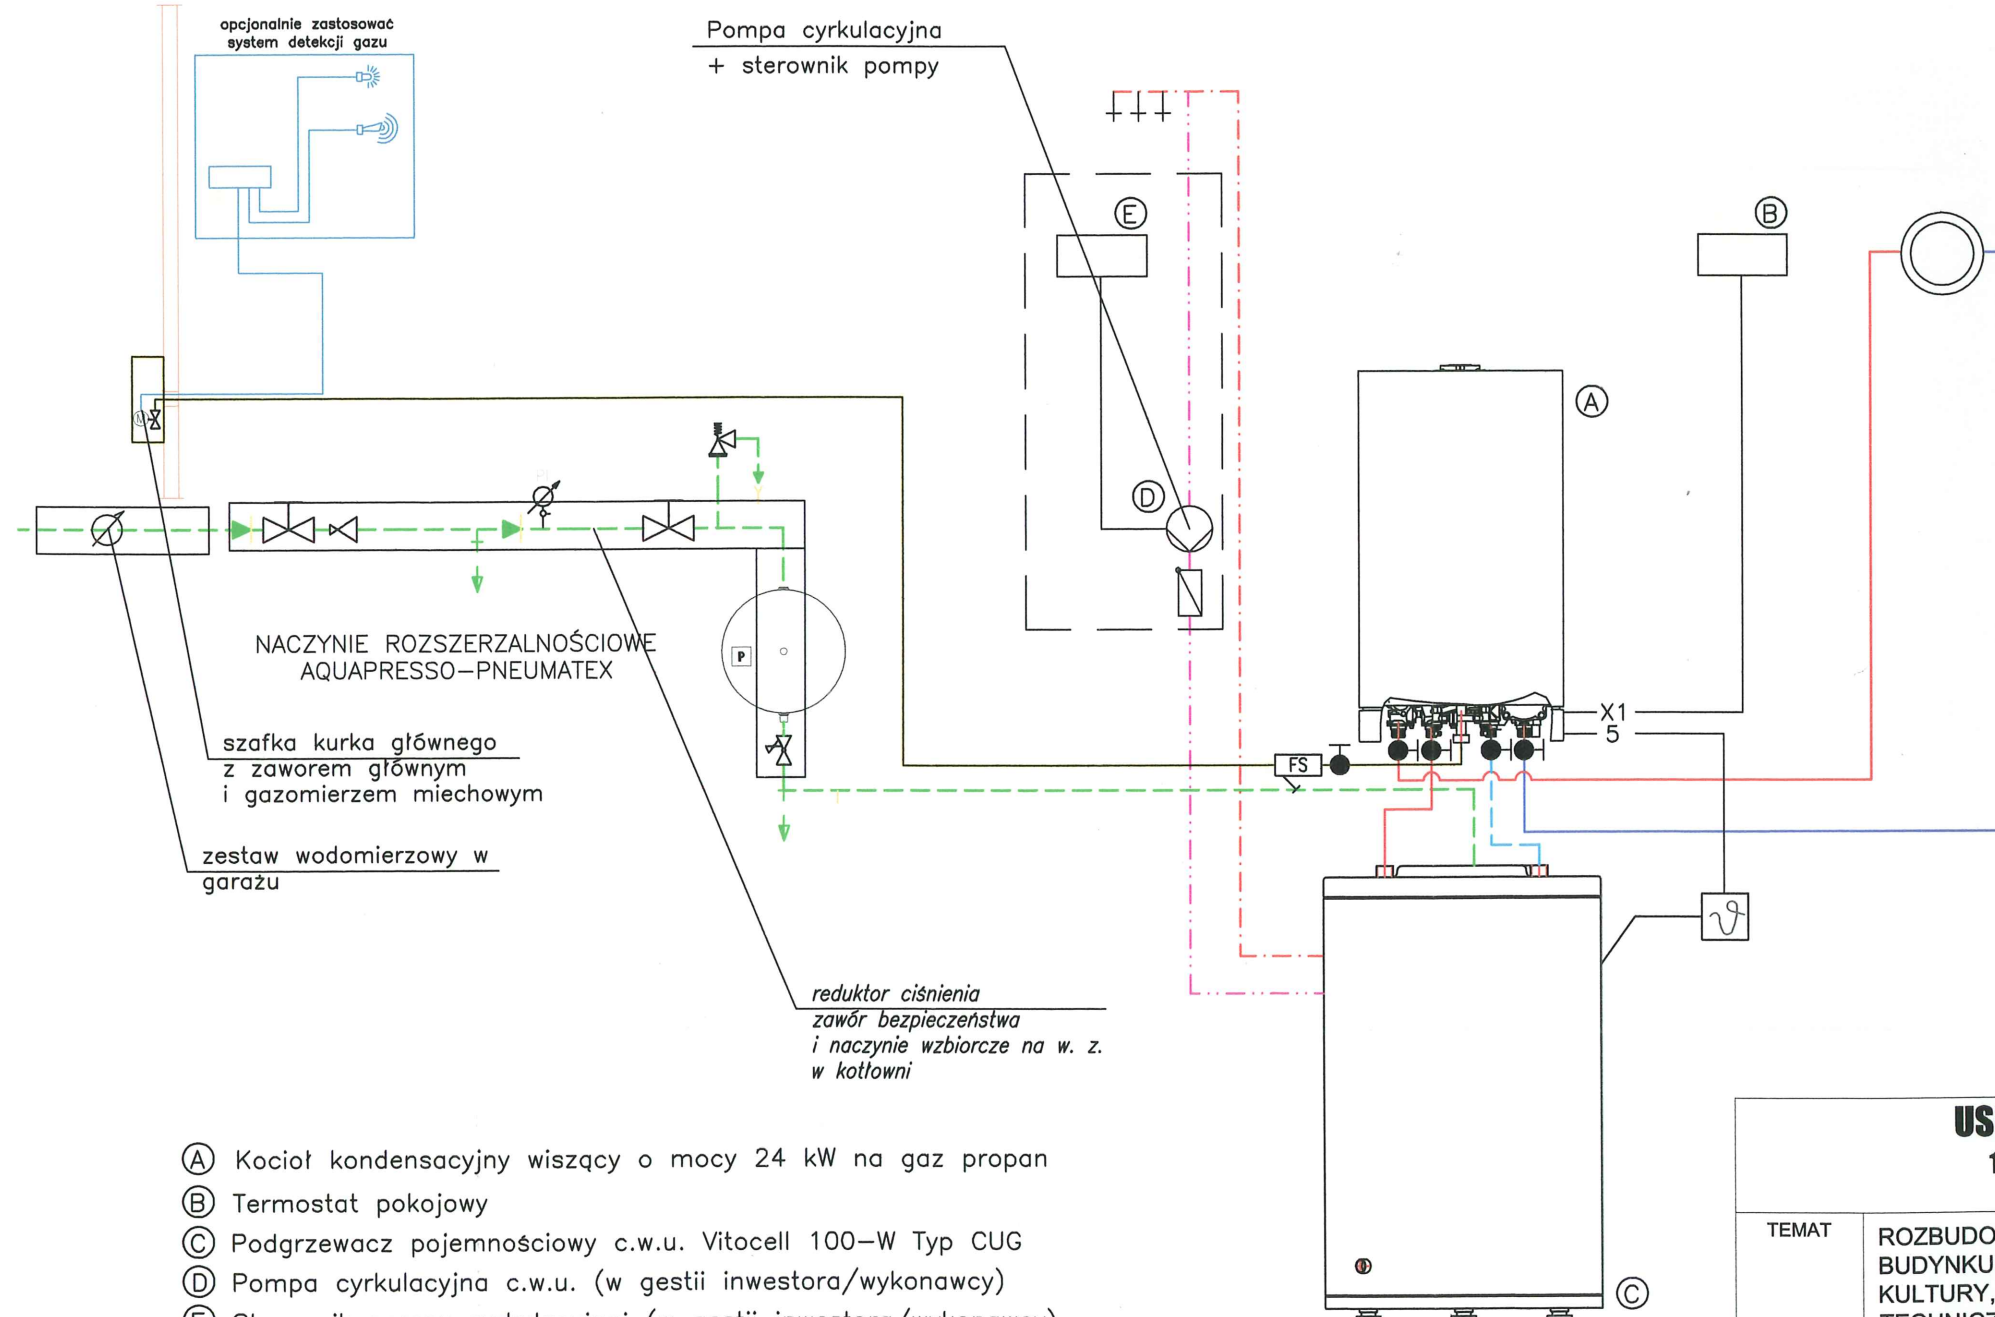 opcjonalnie zastosować
system detekcji gazu
Pompa cyrkulacyjna
+ sterownik pompy
E
B
A
M
D
NACZYNIE ROZSZERZALNOŚCIOWE
AQUAPRESSO-PNEUMATEX
P
X1
5
FS
szafka kurka głównego
z zaworem głównym
i gazomierzem miechowym
zestaw wodomierzowy w
garażu
ϑ
reduktor ciśnienia
zawór bezpieczeństwa
i naczynie wzbiorcze na w. z.
w kotłowni
A Kocioł kondensacyjny wiszący o mocy 24 kW na gaz propan
B Termostat pokojowy
C Podgrzewacz pojemnościowy c.w.u. Vitocell 100-W Typ CUG
D Pompa cyrkulacyjna c.w.u. (w gestii inwestora/wykonawcy)
C
US
1
TEMAT
ROZBUDO
BUDYNKU
KULTURY,